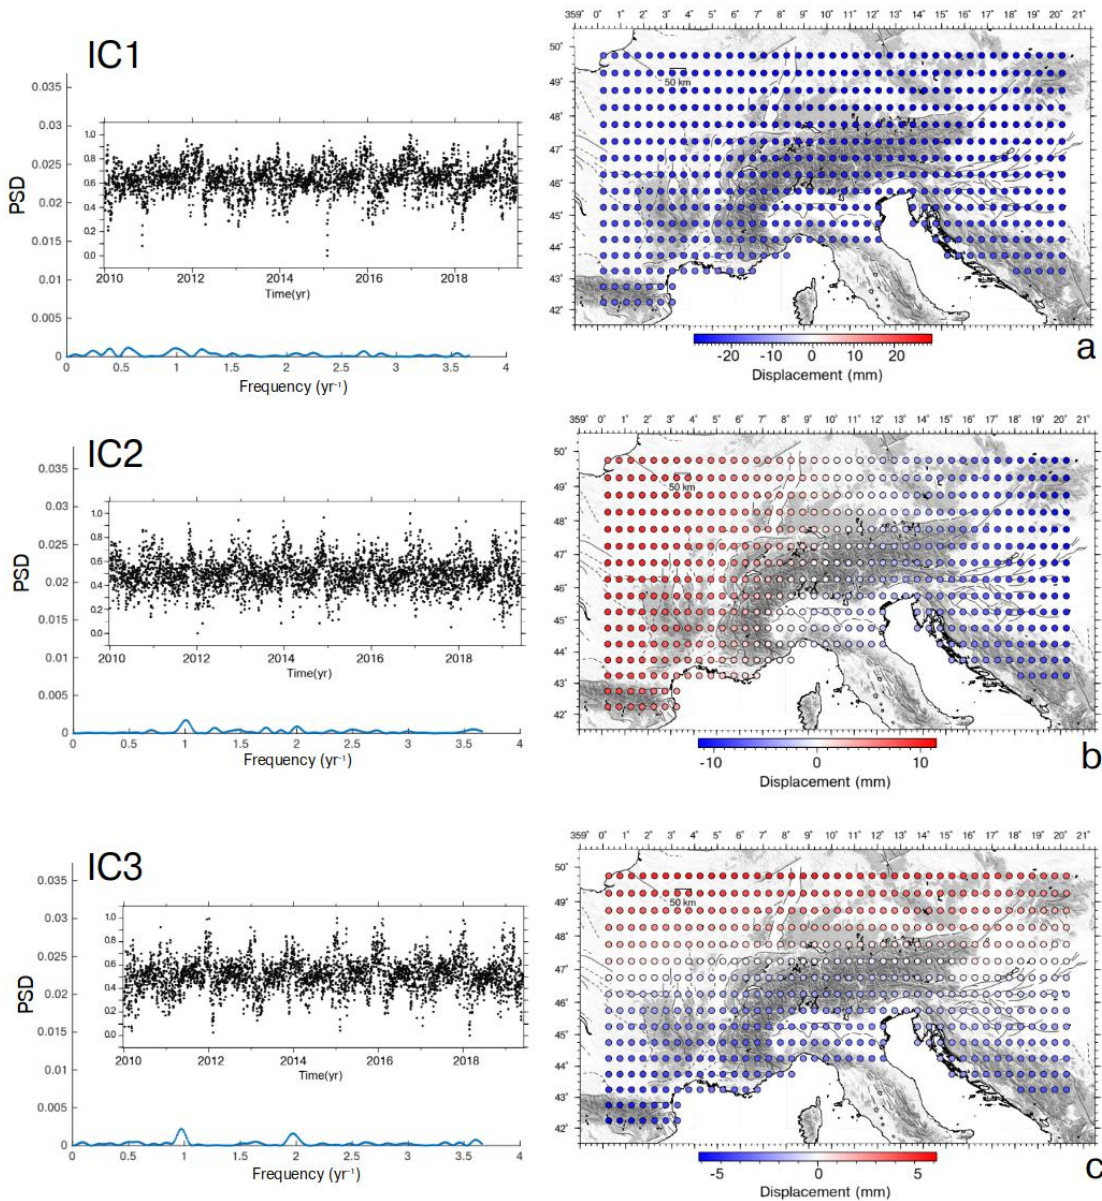 IC1
PSD
0.035
0.03
0.025
0.02
0.015
0.01
0.005
0
1.0
0.8
0.6
0.4
0.2
0.0
2010 2012 2014 2016 2018
Time(yr)
0 0.5 1 1.5 2 2.5 3 3.5 4
Frequency (yr⁻¹)
359° 0° 1° 2° 3° 4° 5° 6° 7° 8° 9° 10° 11° 12° 13° 14° 15° 16° 17° 18° 19° 20° 21°
50°
49°
48°
47°
46°
45°
44°
43°
42°
50 km
-20 -10 0 10 20
Displacement (mm)
a
IC2
PSD
0.035
0.03
0.025
0.02
0.015
0.01
0.005
0
1.0
0.8
0.6
0.4
0.2
0.0
2010 2012 2014 2016 2018
Time(yr)
0 0.5 1 1.5 2 2.5 3 3.5 4
Frequency (yr⁻¹)
359° 0° 1° 2° 3° 4° 5° 6° 7° 8° 9° 10° 11° 12° 13° 14° 15° 16° 17° 18° 19° 20° 21°
50°
49°
48°
47°
46°
45°
44°
43°
42°
50 km
-10 0 10
Displacement (mm)
b
IC3
PSD
0.035
0.03
0.025
0.02
0.015
0.01
0.005
0
1.0
0.8
0.6
0.4
0.2
0.0
2010 2012 2014 2016 2018
Time(yr)
0 0.5 1 1.5 2 2.5 3 3.5 4
Frequency (yr⁻¹)
359° 0° 1° 2° 3° 4° 5° 6° 7° 8° 9° 10° 11° 12° 13° 14° 15° 16° 17° 18° 19° 20° 21°
50°
49°
48°
47°
46°
45°
44°
43°
42°
50 km
-5 0 5
Displacement (mm)
c